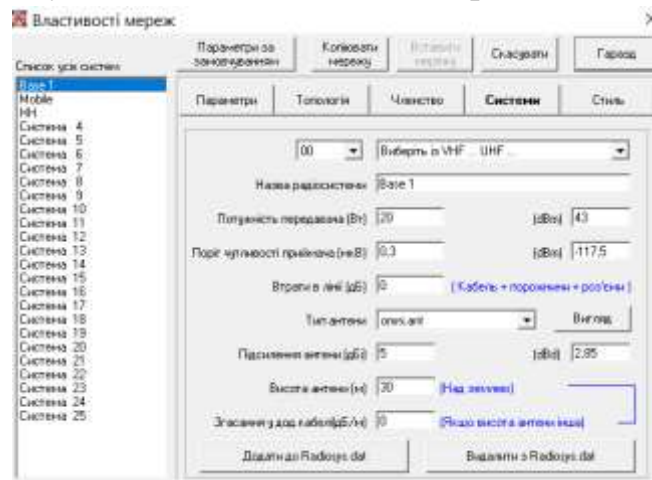 Властивості мереж
Список усіх систем
Параметри за замовчуванням
Копіювати мережу
Вставити мережу
Скасувати
Гаразд
Base 1
Mobile
HH
Система 4
Система 5
Система 6
Система 7
Система 8
Система 9
Система 10
Система 11
Система 12
Система 13
Система 14
Система 15
Система 16
Система 17
Система 18
Система 19
Система 20
Система 21
Система 22
Система 23
Система 24
Система 25
Параметри Топологія Членство Системи Стиль
00 Виберть із VHF ... UHF ...
Назва радіосистеми Base 1
Потужність передавача (Вт) 20 (dBm) 43
Поріг чутливості приймача (мкВ) 0,3 (dBm) -117,5
Втрати в лінії (дБ) 0 ( Кабель + порожнини + роз'єми )
Тип антени omni.ant Вигляд
Підсилення антени (дБі) 5 (dBd) 2,85
Висота антени (м) 30 (Над землею)
Згасання у дод кабелі(дБ/м) 0 (Якщо висота антени інша)
Додати до Radiosys.dat Видалити з Radiosys.dat